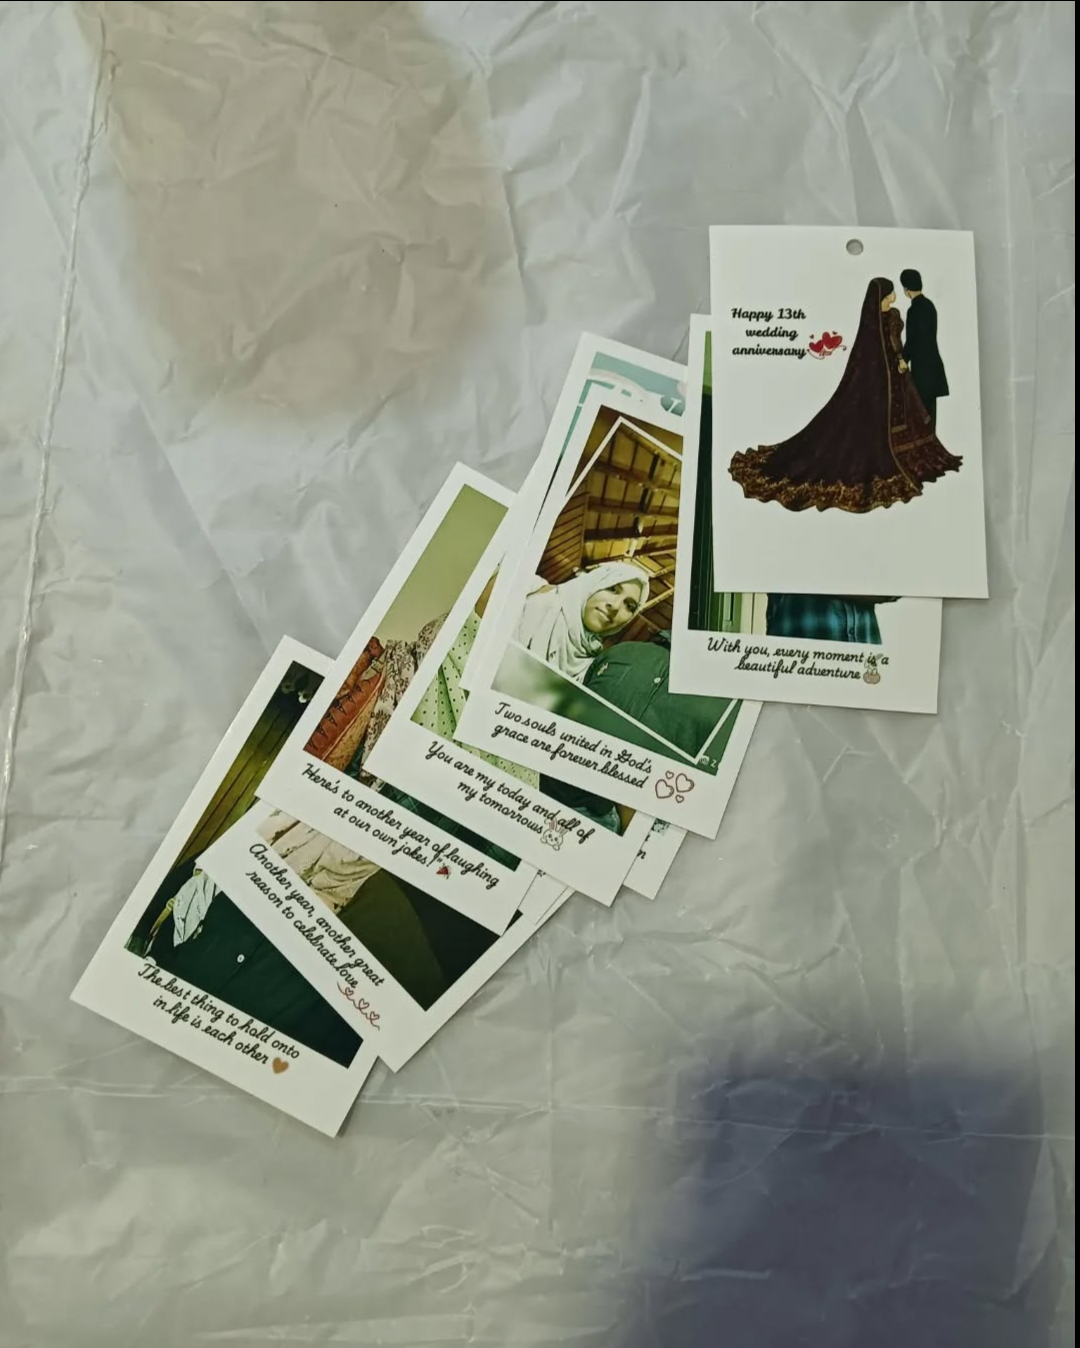 Happy 13th
wedding
anniversary
With you, every moment is a
beautiful adventure
Two souls united in God's
grace are forever blessed
You are my today and all of
my tomorrows
Here's to another year of laughing
at our own jokes!
Another year, another great
reason to celebrate love
The best thing to hold onto
in life is each other